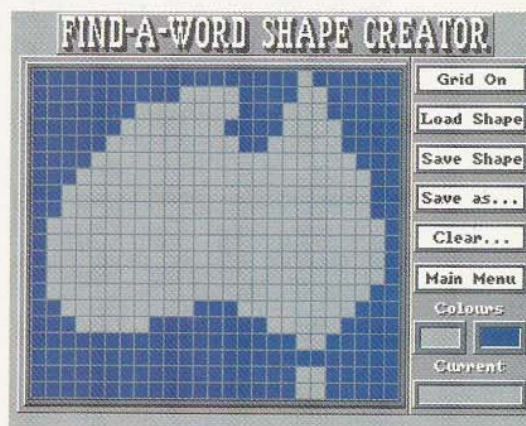 FIND-A-WORD SHAPE CREATOR
Grid On
Load Shape
Save Shape
Save as...
Clear...
Main Menu
Colours
Current